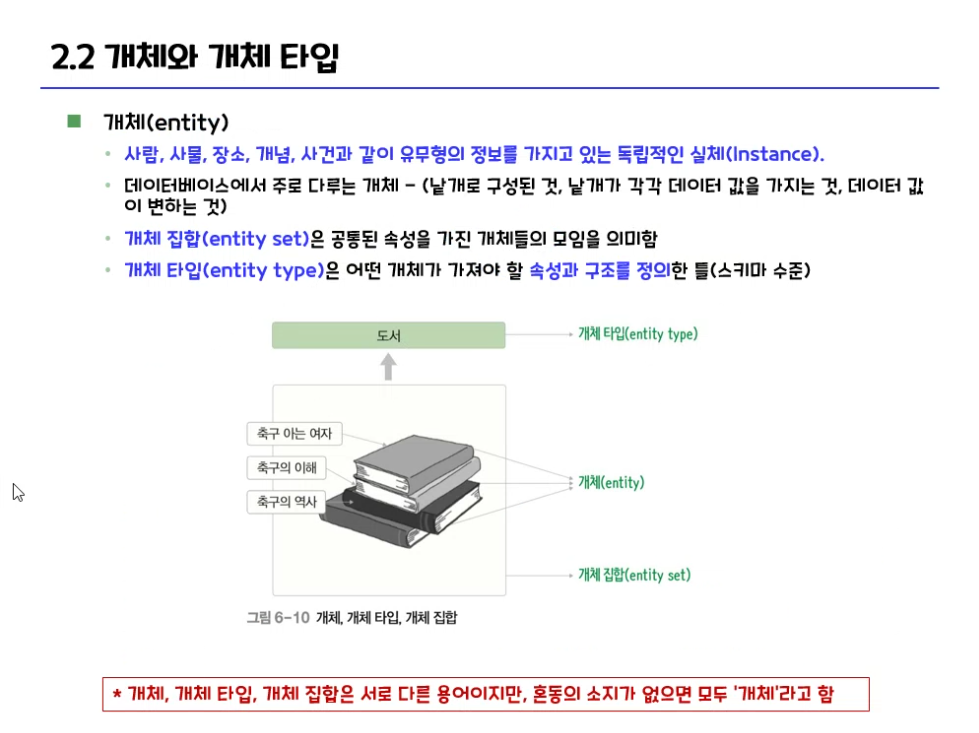 2.2 개체와 개체 타입
개체(entity)
사람, 사물, 장소, 개념, 사건과 같이 유무형의 정보를 가지고 있는 독립적인 실체(Instance).
데이터베이스에서 주로 다루는 개체 - (낱개로 구성된 것, 낱개가 각각 데이터 값을 가지는 것, 데이터 값
이 변하는 것)
개체 집합(entity set)은 공통된 속성을 가진 개체들의 모임을 의미함
개체 타입(entity type)은 어떤 개체가 가져야 할 속성과 구조를 정의한 틀(스키마 수준)
도서
개체 타입(entity type)
축구 아는 여자
축구의 이해
축구의 역사
개체(entity)
개체 집합(entity set)
그림 6-10 개체, 개체 타입, 개체 집합
* 개체, 개체 타입, 개체 집합은 서로 다른 용어이지만, 혼동의 소지가 없으면 모두 '개체'라고 함